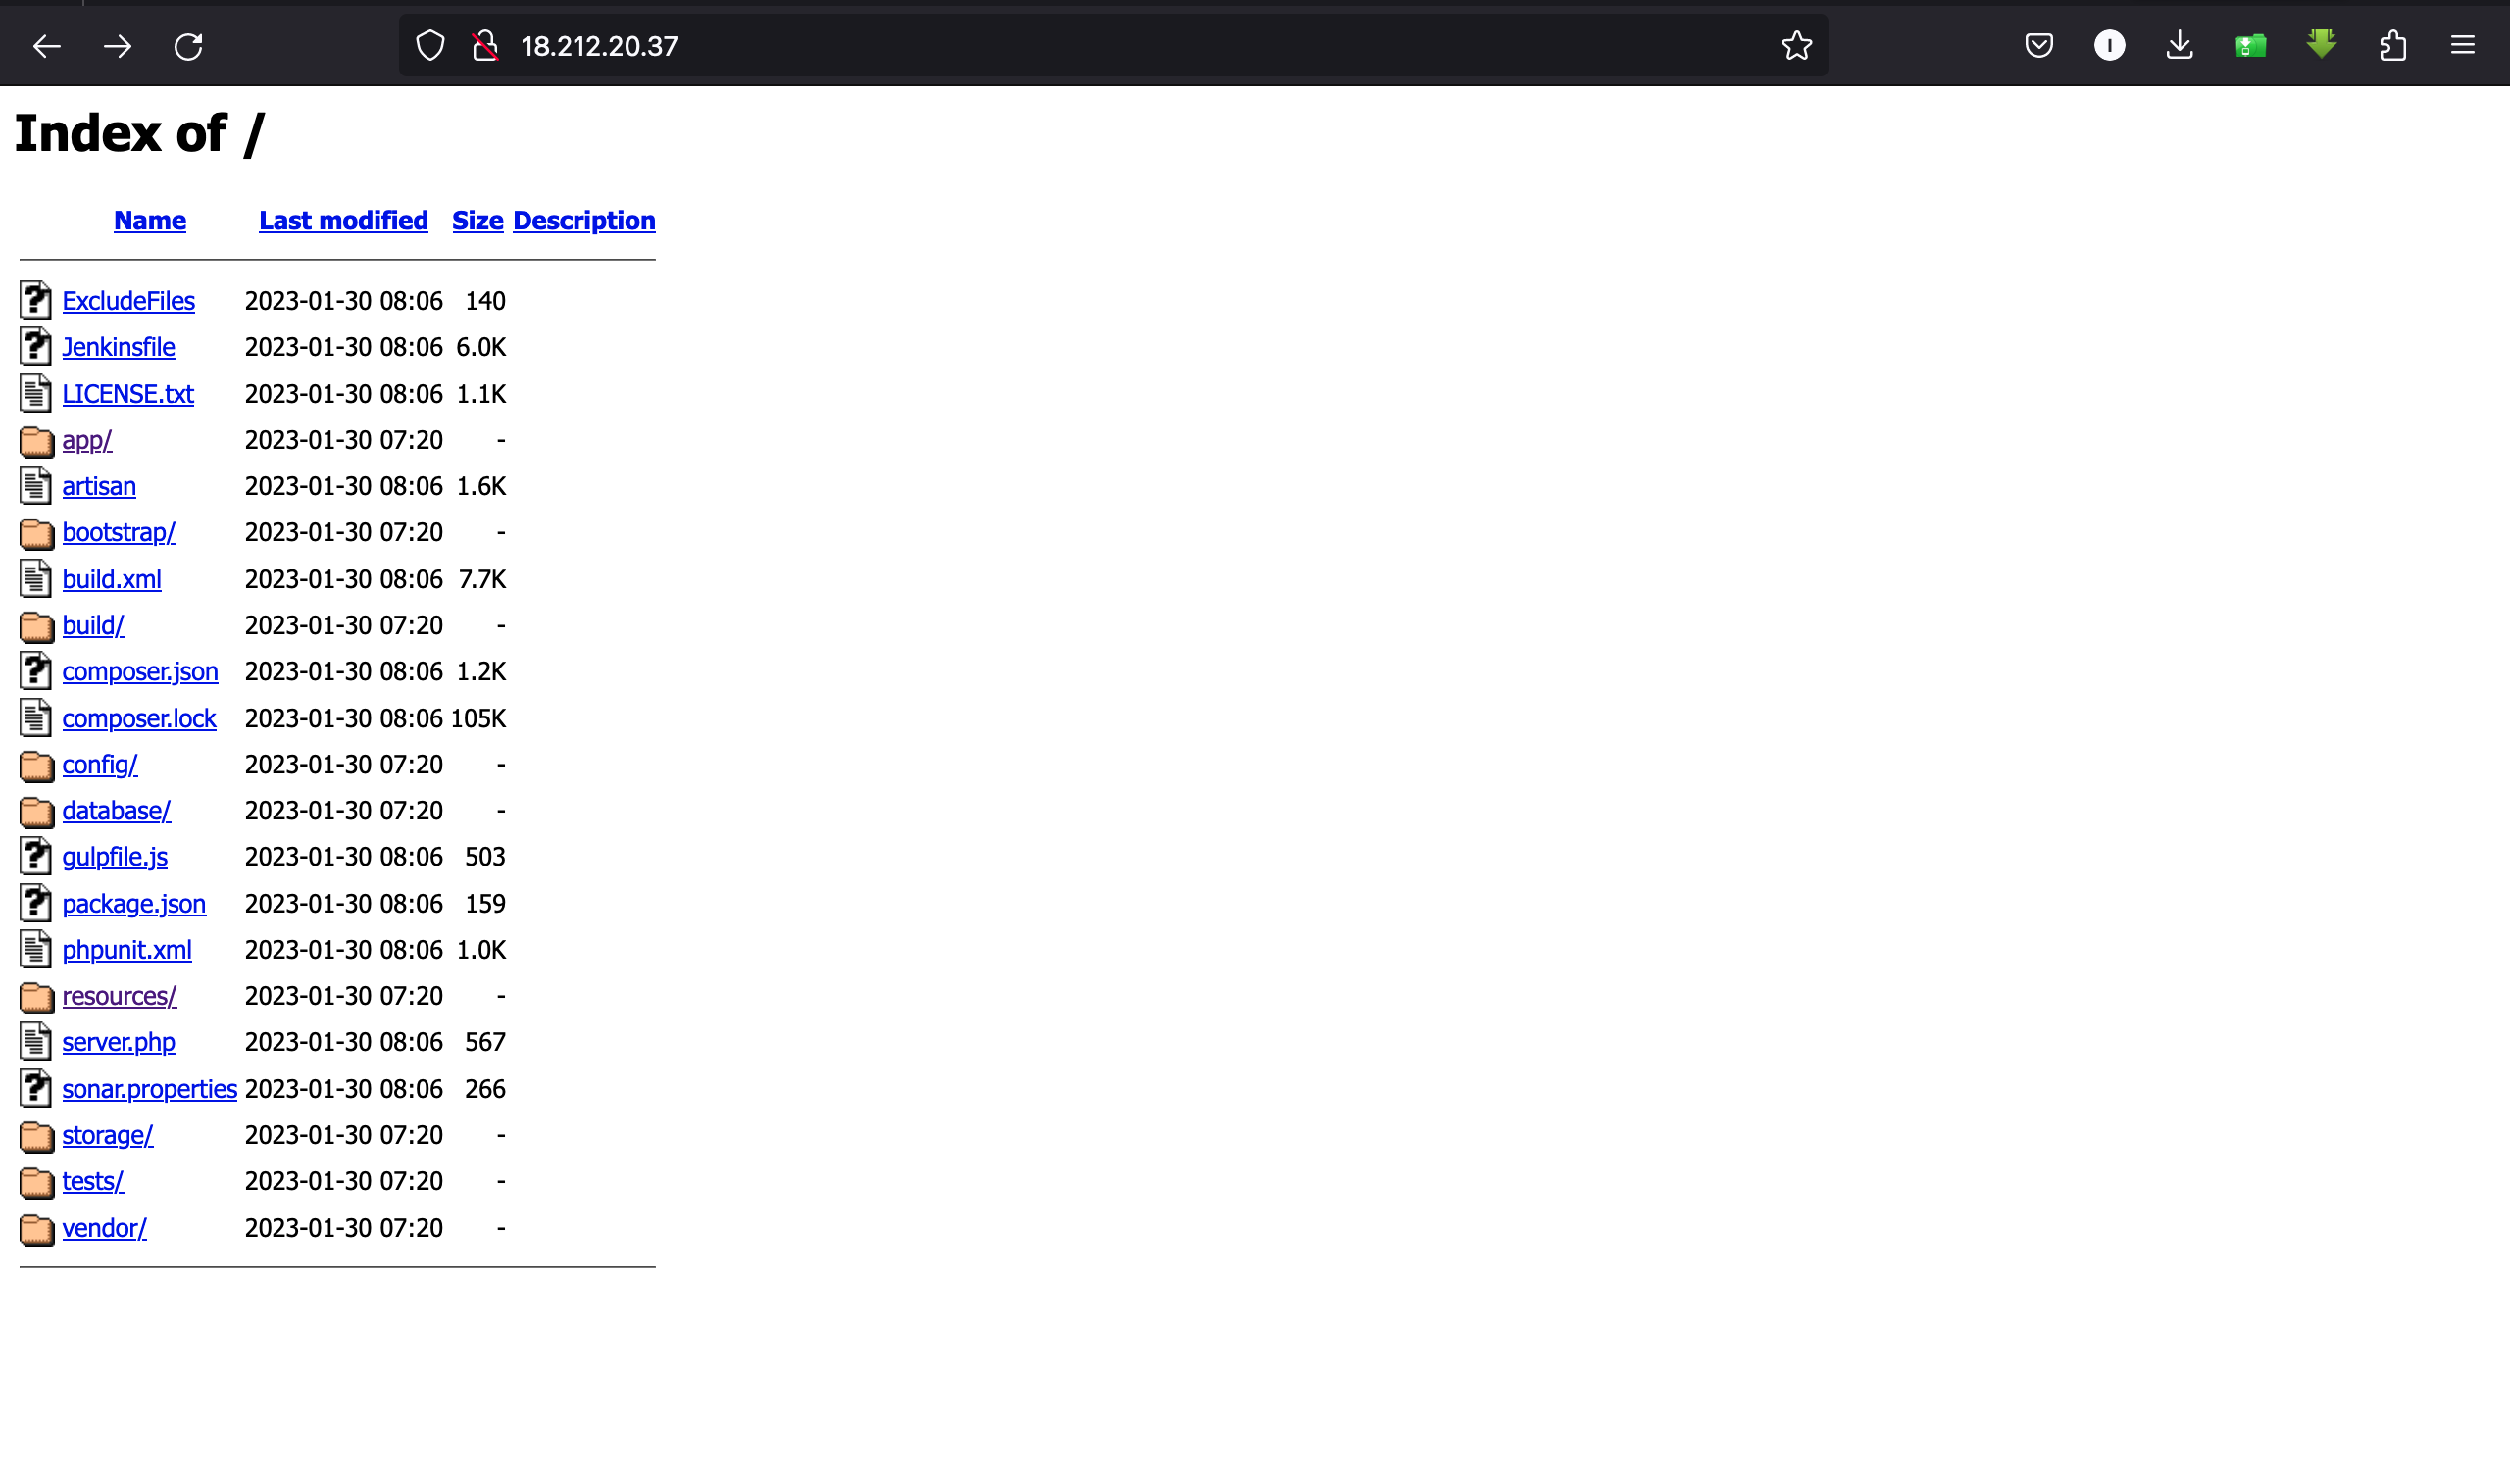 18.212.20.37
Index of /
Name Last modified Size Description
ExcludeFiles 2023-01-30 08:06 140
Jenkinsfile 2023-01-30 08:06 6.0K
LICENSE.txt 2023-01-30 08:06 1.1K
app/ 2023-01-30 07:20 -
artisan 2023-01-30 08:06 1.6K
bootstrap/ 2023-01-30 07:20 -
build.xml 2023-01-30 08:06 7.7K
build/ 2023-01-30 07:20 -
composer.json 2023-01-30 08:06 1.2K
composer.lock 2023-01-30 08:06 105K
config/ 2023-01-30 07:20 -
database/ 2023-01-30 07:20 -
gulpfile.js 2023-01-30 08:06 503
package.json 2023-01-30 08:06 159
phpunit.xml 2023-01-30 08:06 1.0K
resources/ 2023-01-30 07:20 -
server.php 2023-01-30 08:06 567
sonar.properties 2023-01-30 08:06 266
storage/ 2023-01-30 07:20 -
tests/ 2023-01-30 07:20 -
vendor/ 2023-01-30 07:20 -